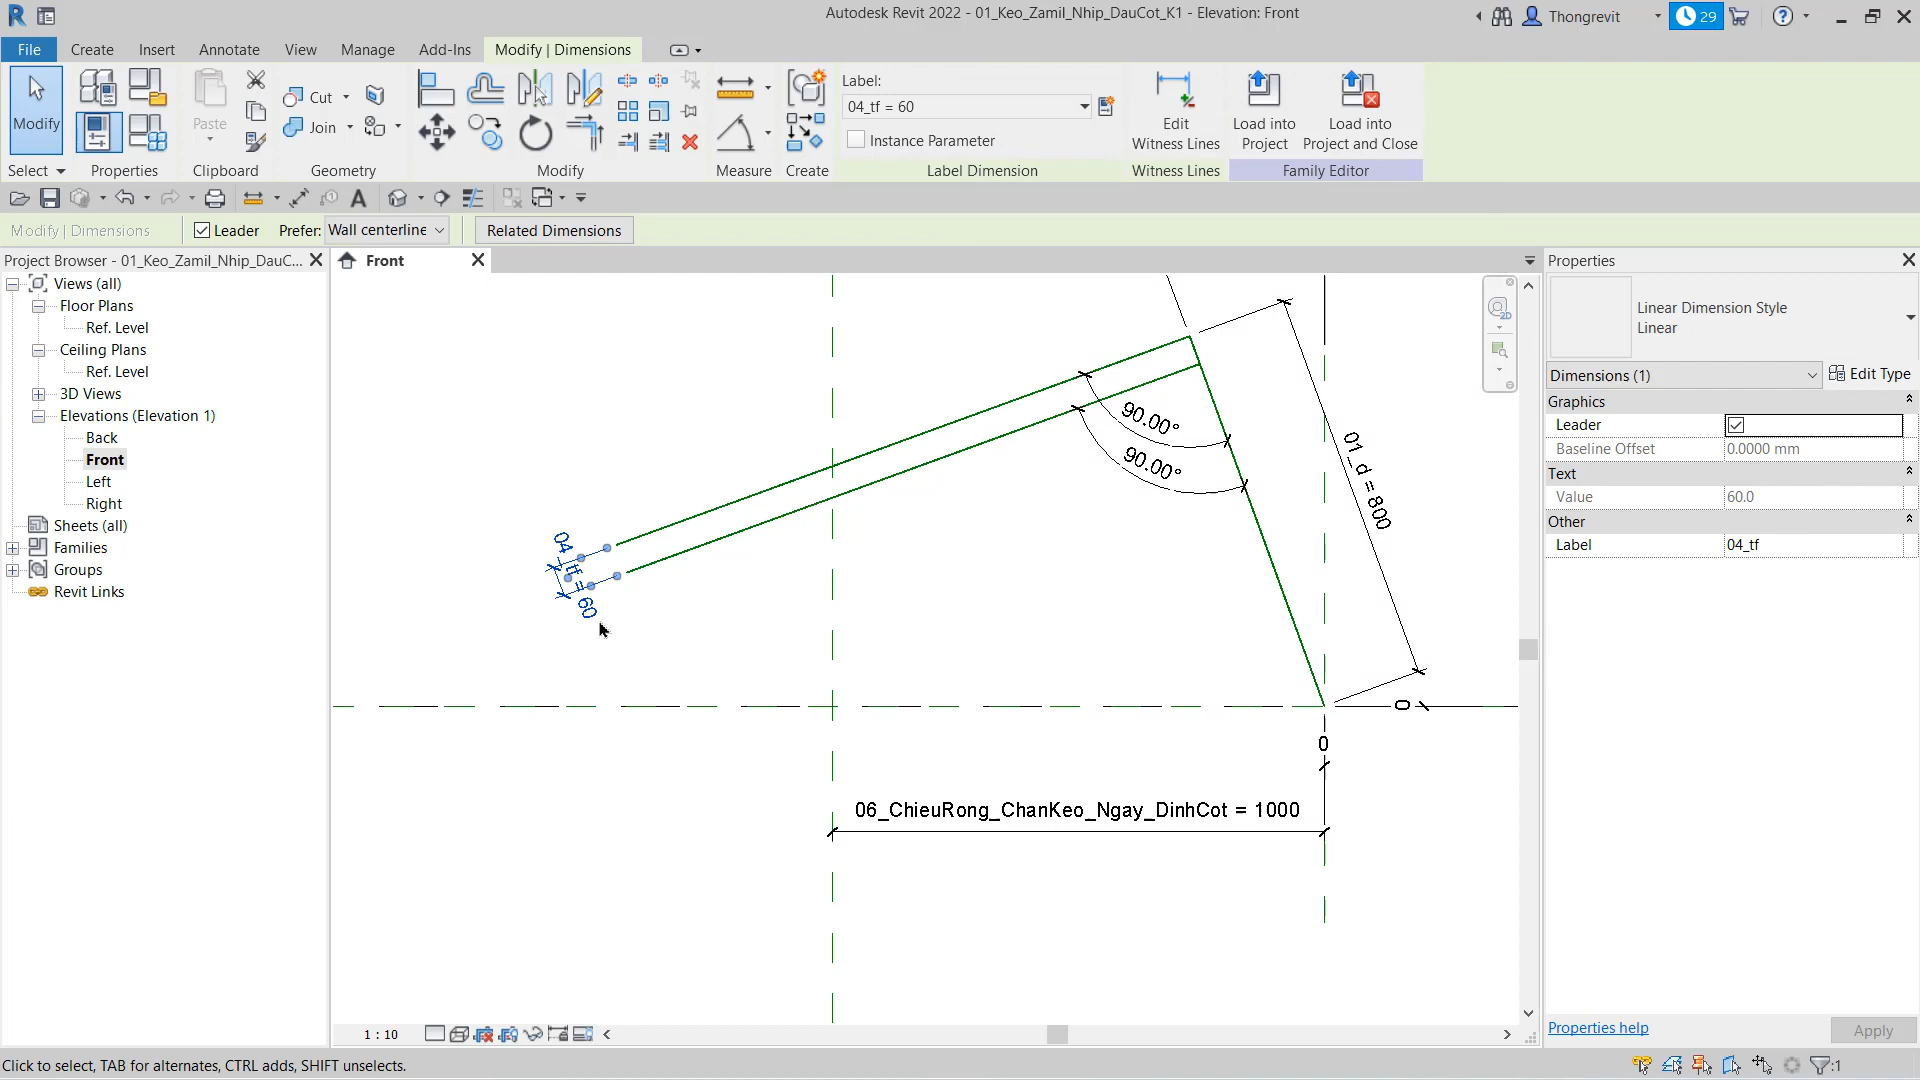 Autodesk Revit 2022 - 01_Keo_Zamil_Nhip_DauCot_K1 - Elevation: Front
Thongrevit
29
File
Create
Insert
Annotate
View
Manage
Add-Ins
Modify | Dimensions
Modify
Paste
Cut
Join
Label:
04_tf = 60
Instance Parameter
Edit
Witness Lines
Load into
Project
Load into
Project and Close
Select
Properties
Clipboard
Geometry
Modify
Measure
Create
Label Dimension
Witness Lines
Family Editor
Modify | Dimensions
Leader
Prefer:
Wall centerline
Related Dimensions
Project Browser - 01_Keo_Zamil_Nhip_DauC...
Views (all)
Floor Plans
Ref. Level
Ceiling Plans
Ref. Level
3D Views
Elevations (Elevation 1)
Back
Front
Left
Right
Sheets (all)
Families
Groups
Revit Links
Front
2D
90.00°
90.00°
01_d = 800
04_tf = 60
0
0
06_ChieuRong_ChanKeo_Ngay_DinhCot = 1000
1 : 10
Properties
Linear Dimension Style
Linear
Dimensions (1)
Edit Type
Graphics
Leader
Baseline Offset
0.0000 mm
Text
Value
60.0
Other
Label
04_tf
Properties help
Apply
Click to select, TAB for alternates, CTRL adds, SHIFT unselects.
:1